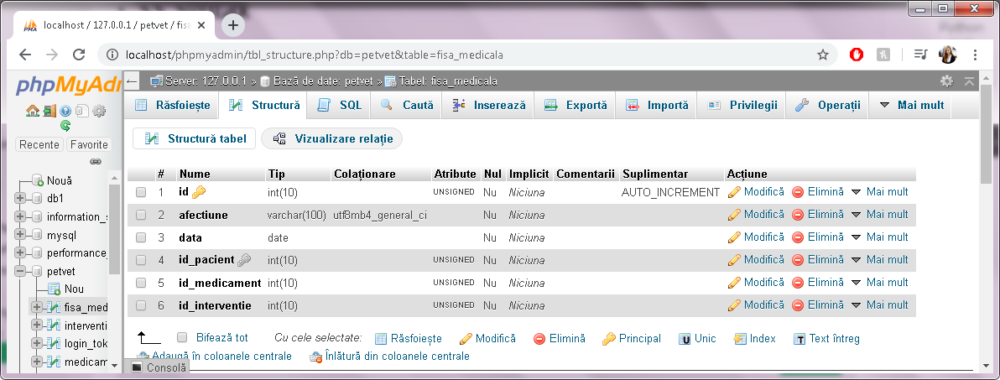 localhost / 127.0.0.1 / petvet / fis
localhost/phpmyadmin/tbl_structure.php?db=petvet&table=fisa_medicala
phpMyAdm
Server: 127.0.0.1 » Bază de date: petvet » Tabel: fisa_medicala
Răsfoiește Structură SQL Caută Inserează Exportă Importă Privilegii Operații Mai mult
Recente Favorite
Structură tabel Vizualizare relație
Nouă
db1
information_s
mysql
performance_
petvet
Nou
fisa_med
interventi
login_tok
medicam
# Nume Tip Colaționare Atribute Nul Implicit Comentarii Suplimentar Acțiune
1 id int(10) UNSIGNED Nu Niciuna AUTO_INCREMENT Modifică Elimină Mai mult
2 afectiune varchar(100) utf8mb4_general_ci Nu Niciuna Modifică Elimină Mai mult
3 data date Nu Niciuna Modifică Elimină Mai mult
4 id_pacient int(10) UNSIGNED Nu Niciuna Modifică Elimină Mai mult
5 id_medicament int(10) UNSIGNED Nu Niciuna Modifică Elimină Mai mult
6 id_interventie int(10) UNSIGNED Nu Niciuna Modifică Elimină Mai mult
Bifează tot Cu cele selectate: Răsfoiește Modifică Elimină Principal Unic Index Text întreg
Adaugă în coloanele centrale Înlătură din coloanele centrale
Consolă